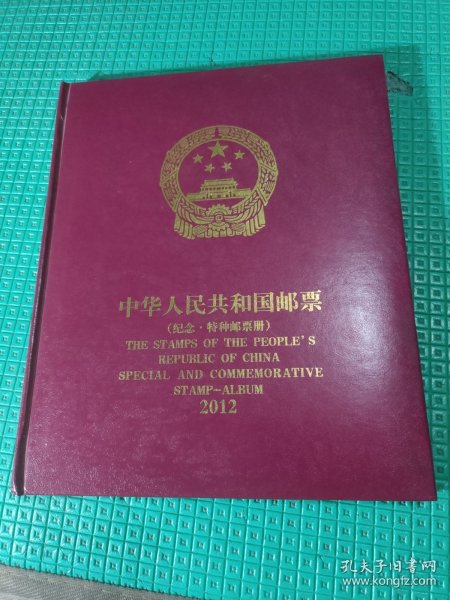 中华人民共和国邮票
（纪念·特种邮票册）
THE STAMPS OF THE PEOPLE'S
REPUBLIC OF CHINA
SPECIAL AND COMMEMORATIVE
STAMP-ALBUM
2012
孔夫子旧书网
www.kongfz.com